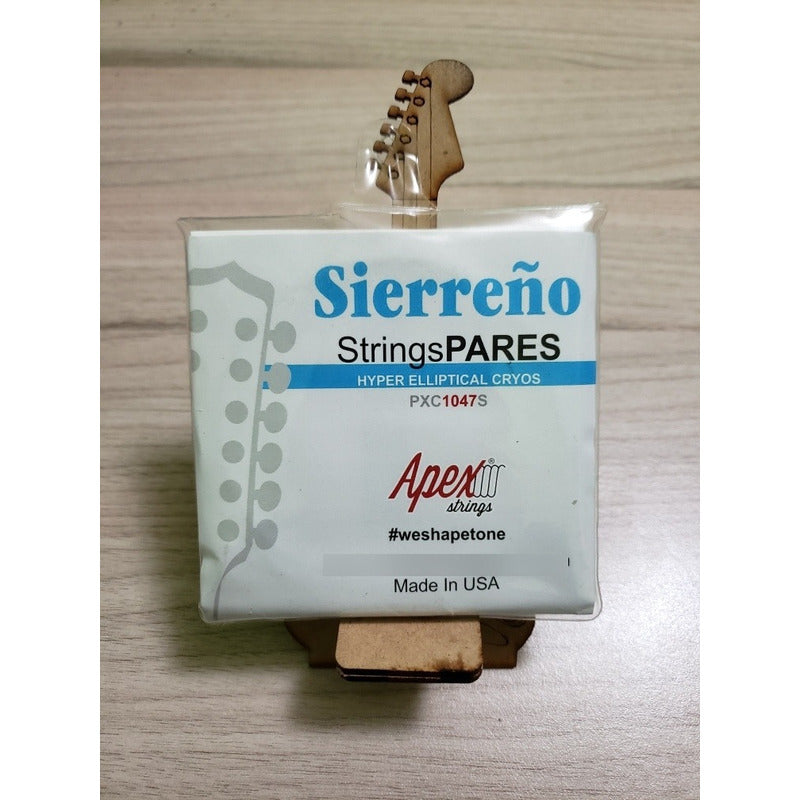 Sierreño
StringsPARES
HYPER ELLIPTICAL CRYOS
PXC1047S
Apex®
strings
#weshapetone
Made In USA